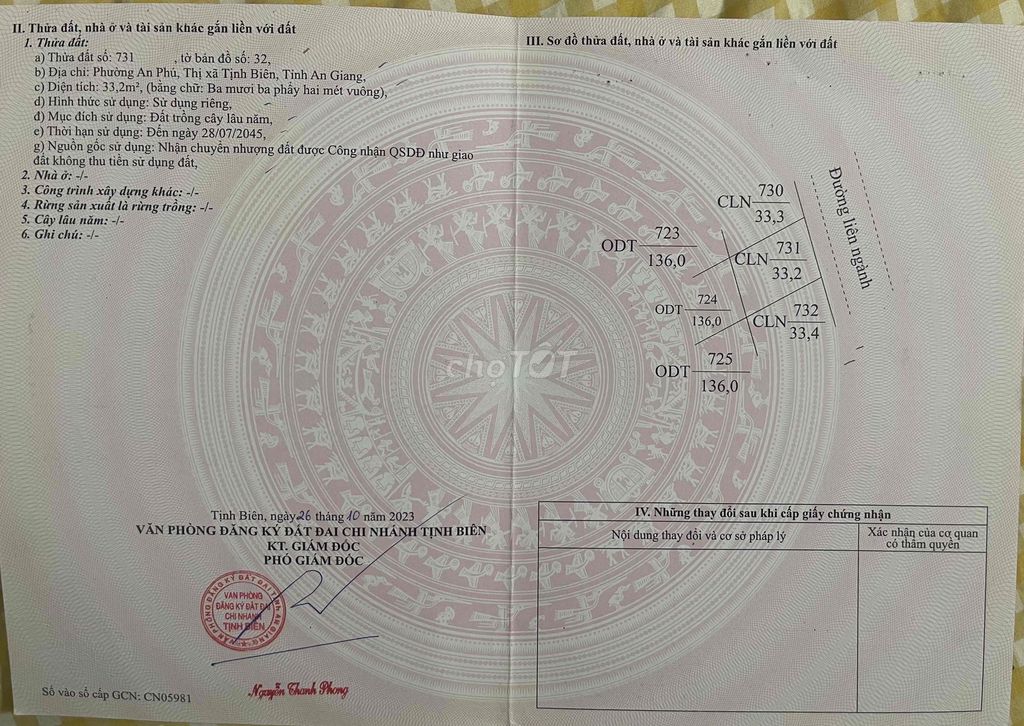 II. Thửa đất, nhà ở và tài sản khác gắn liền với đất
1. Thửa đất:
a) Thửa đất số: 731 , tờ bản đồ số: 32,
b) Địa chỉ: Phường An Phú, Thị xã Tịnh Biên, Tỉnh An Giang,
c) Diện tích: 33,2m², (bằng chữ: Ba mươi ba phẩy hai mét vuông),
d) Hình thức sử dụng: Sử dụng riêng,
đ) Mục đích sử dụng: Đất trồng cây lâu năm,
e) Thời hạn sử dụng: Đến ngày 28/07/2045,
g) Nguồn gốc sử dụng: Nhận chuyển nhượng đất được Công nhận QSDĐ như giao
đất không thu tiền sử dụng đất,
2. Nhà ở: -/-
3. Công trình xây dựng khác: -/-
4. Rừng sản xuất là rừng trồng: -/-
5. Cây lâu năm: -/-
6. Ghi chú: -/-
Tịnh Biên, ngày 26 tháng 10 năm 2023
VĂN PHÒNG ĐĂNG KÝ ĐẤT ĐAI CHI NHÁNH TỊNH BIÊN
KT. GIÁM ĐỐC
PHÓ GIÁM ĐỐC
VĂN PHÒNG
ĐĂNG KÝ ĐẤT ĐAI
CHI NHÁNH
TỊNH BIÊN
Nguyễn Thanh Phong
Số vào sổ cấp GCN: CN05981
III. Sơ đồ thửa đất, nhà ở và tài sản khác gắn liền với đất
Đường liên ngành
CLN 730
33,3
ODT 723
136,0
CLN 731
33,2
ODT 724
136,0
CLN 732
33,4
ODT 725
136,0
chợTỐT
IV. Những thay đổi sau khi cấp giấy chứng nhận
Nội dung thay đổi và cơ sở pháp lý
Xác nhận của cơ quan
có thẩm quyền